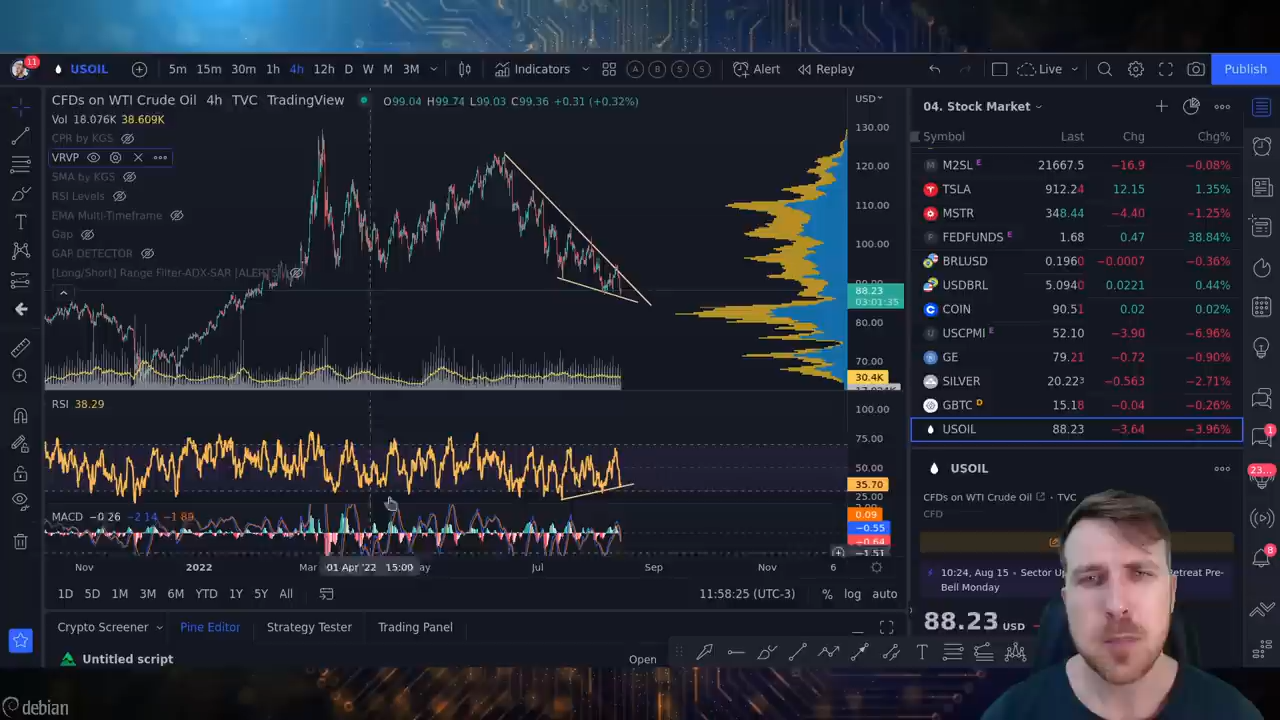 11
USOIL
5m 15m 30m 1h 4h 12h D W M 3M
Indicators
A B S S
Alert
Replay
Live
Publish
CFDs on WTI Crude Oil 4h TVC TradingView
O99.04 H99.74 L99.03 C99.36 +0.31 (+0.32%)
USD
Vol 18.076K 38.609K
CPR by KGS
VRVP
SMA by KGS
RSI Levels
EMA Multi-Timeframe
Gap
GAP DETECTOR
[Long/Short] Range Filter-ADX-SAR [ALERTS]
130.00
120.00
110.00
100.00
88.23
03:01:35
80.00
70.00
30.4K
RSI 38.29
100.00
75.00
50.00
35.70
25.00
MACD −0.26 −2.14 −1.89
0.09
−0.55
−0.64
−1.51
Nov 2022 Mar 01 Apr '22 15:00 ay Jul Sep Nov 6
1D 5D 1M 3M 6M YTD 1Y 5Y All
11:58:25 (UTC-3) % log auto
Crypto Screener Pine Editor Strategy Tester Trading Panel
Untitled script
Open
04. Stock Market
Symbol Last Chg Chg%
M2SL E 21667.5 −16.9 −0.08%
TSLA 912.24 12.15 1.35%
MSTR 348.44 −4.40 −1.25%
FEDFUNDS E 1.68 0.47 38.84%
BRLUSD 0.1960 −0.0007 −0.36%
USDBRL 5.0940 0.0221 0.44%
COIN 90.51 0.02 0.02%
USCPMI E 52.10 −3.90 −6.96%
GE 79.21 −0.72 −0.90%
SILVER 20.22³ −0.563 −2.71%
GBTC D 15.18 −0.04 −0.26%
USOIL 88.23 −3.64 −3.96%
USOIL
CFDs on WTI Crude Oil • TVC
CFD
10:24, Aug 15 • Sector Up Retreat Pre-
Bell Monday
88.23 USD
1
23…
8
debian